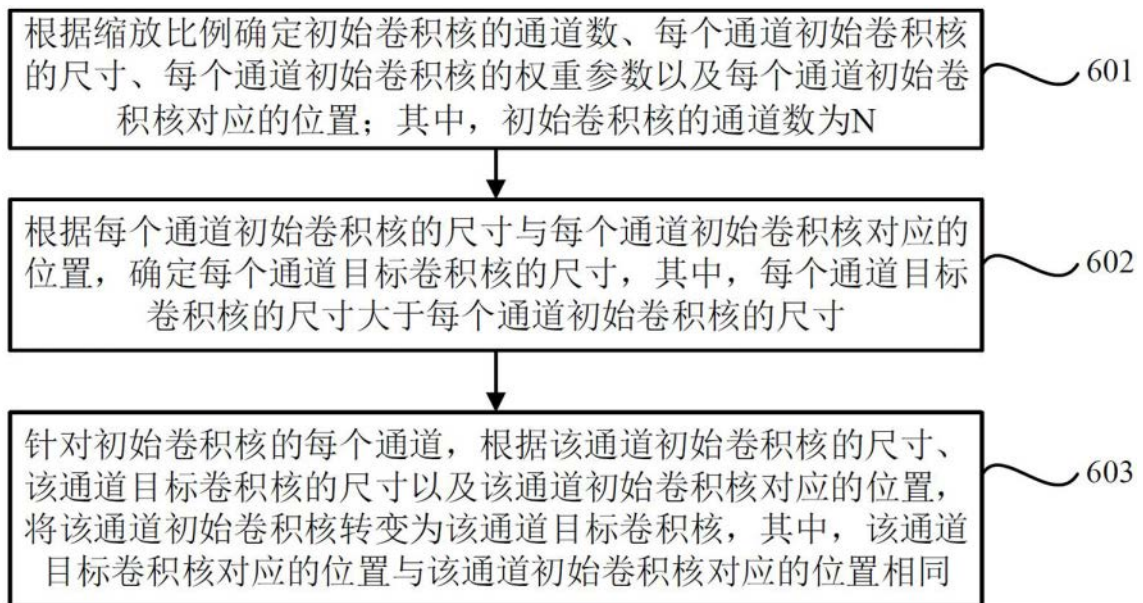 根据缩放比例确定初始卷积核的通道数、每个通道初始卷积核
的尺寸、每个通道初始卷积核的权重参数以及每个通道初始卷
积核对应的位置；其中，初始卷积核的通道数为N
601
根据每个通道初始卷积核的尺寸与每个通道初始卷积核对应的
位置，确定每个通道目标卷积核的尺寸，其中，每个通道目标
卷积核的尺寸大于每个通道初始卷积核的尺寸
602
针对初始卷积核的每个通道，根据该通道初始卷积核的尺寸、
该通道目标卷积核的尺寸以及该通道初始卷积核对应的位置，
将该通道初始卷积核转变为该通道目标卷积核，其中，该通道
目标卷积核对应的位置与该通道初始卷积核对应的位置相同
603